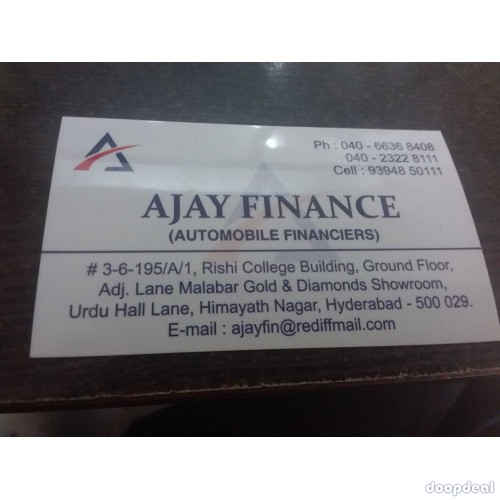 Ph : 040 - 6636 8408
040 - 2322 8111
Cell : 93948 50111
AJAY FINANCE
(AUTOMOBILE FINANCIERS)
# 3-6-195/A/1, Rishi College Building, Ground Floor,
Adj. Lane Malabar Gold & Diamonds Showroom,
Urdu Hall Lane, Himayath Nagar, Hyderabad - 500 029.
E-mail : ajayfin@rediffmail.com
doopdeal